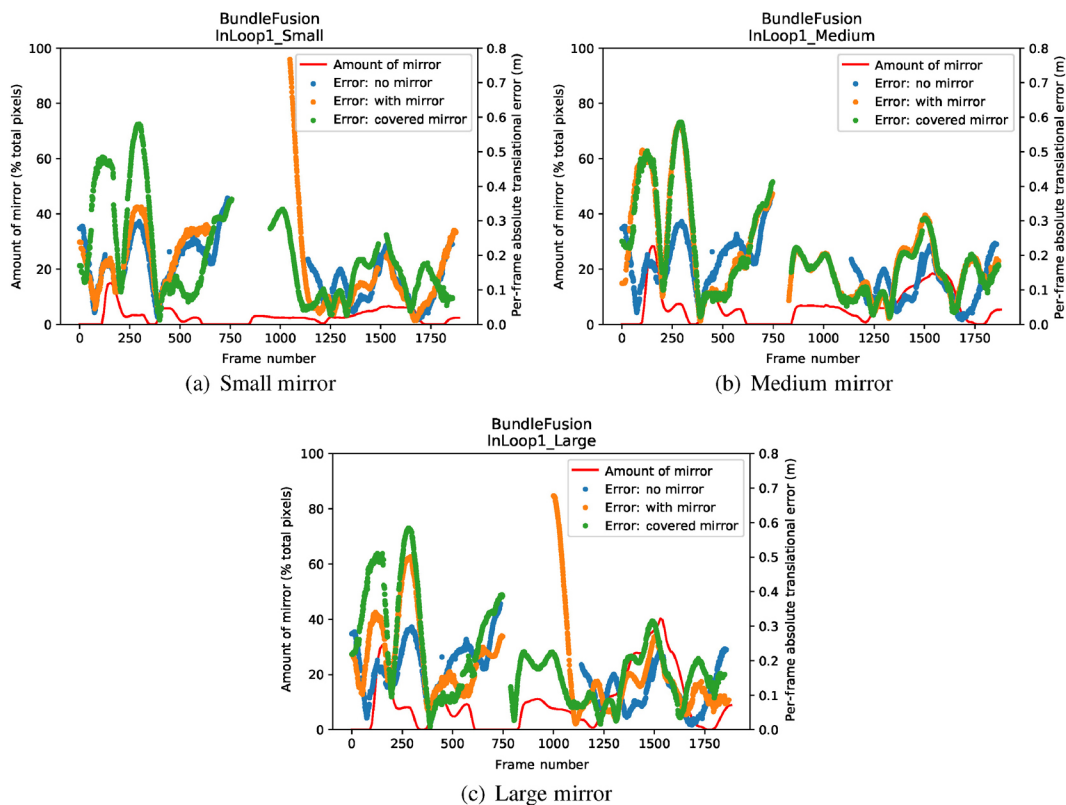 BundleFusion
InLoop1_Small
100
80
60
40
20
0
Amount of mirror (% total pixels)
Amount of mirror
Error: no mirror
Error: with mirror
Error: covered mirror
0.8
0.7
0.6
0.5
0.4
0.3
0.2
0.1
0.0
Per-frame absolute translational error (m)
0 250 500 750 1000 1250 1500 1750
Frame number
(a) Small mirror
BundleFusion
InLoop1_Medium
100
80
60
40
20
0
Amount of mirror (% total pixels)
Amount of mirror
Error: no mirror
Error: with mirror
Error: covered mirror
0.8
0.7
0.6
0.5
0.4
0.3
0.2
0.1
0.0
Per-frame absolute translational error (m)
0 250 500 750 1000 1250 1500 1750
Frame number
(b) Medium mirror
BundleFusion
InLoop1_Large
100
80
60
40
20
0
Amount of mirror (% total pixels)
Amount of mirror
Error: no mirror
Error: with mirror
Error: covered mirror
0.8
0.7
0.6
0.5
0.4
0.3
0.2
0.1
0.0
Per-frame absolute translational error (m)
0 250 500 750 1000 1250 1500 1750
Frame number
(c) Large mirror